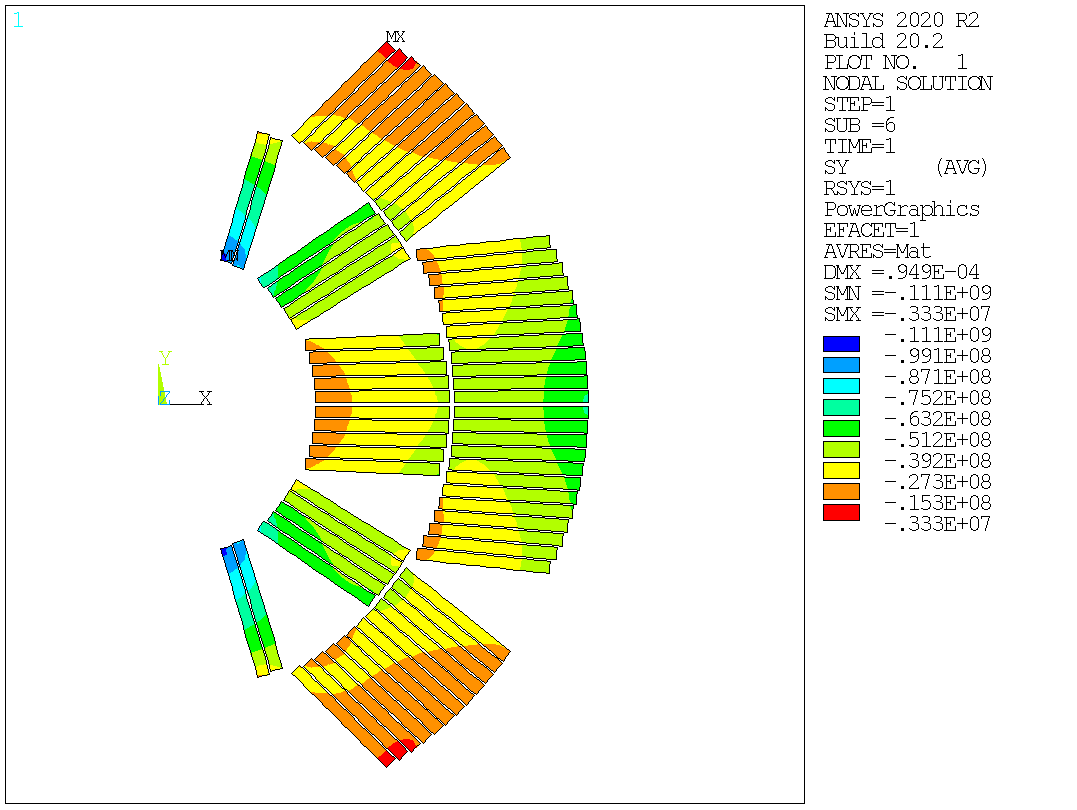 1
MX
MN
Y
Z X
ANSYS 2020 R2
Build 20.2
PLOT NO. 1
NODAL SOLUTION
STEP=1
SUB =6
TIME=1
SY (AVG)
RSYS=1
PowerGraphics
EFACET=1
AVRES=Mat
DMX =.949E-04
SMN =-.111E+09
SMX =-.333E+07
-.111E+09
-.991E+08
-.871E+08
-.752E+08
-.632E+08
-.512E+08
-.392E+08
-.273E+08
-.153E+08
-.333E+07